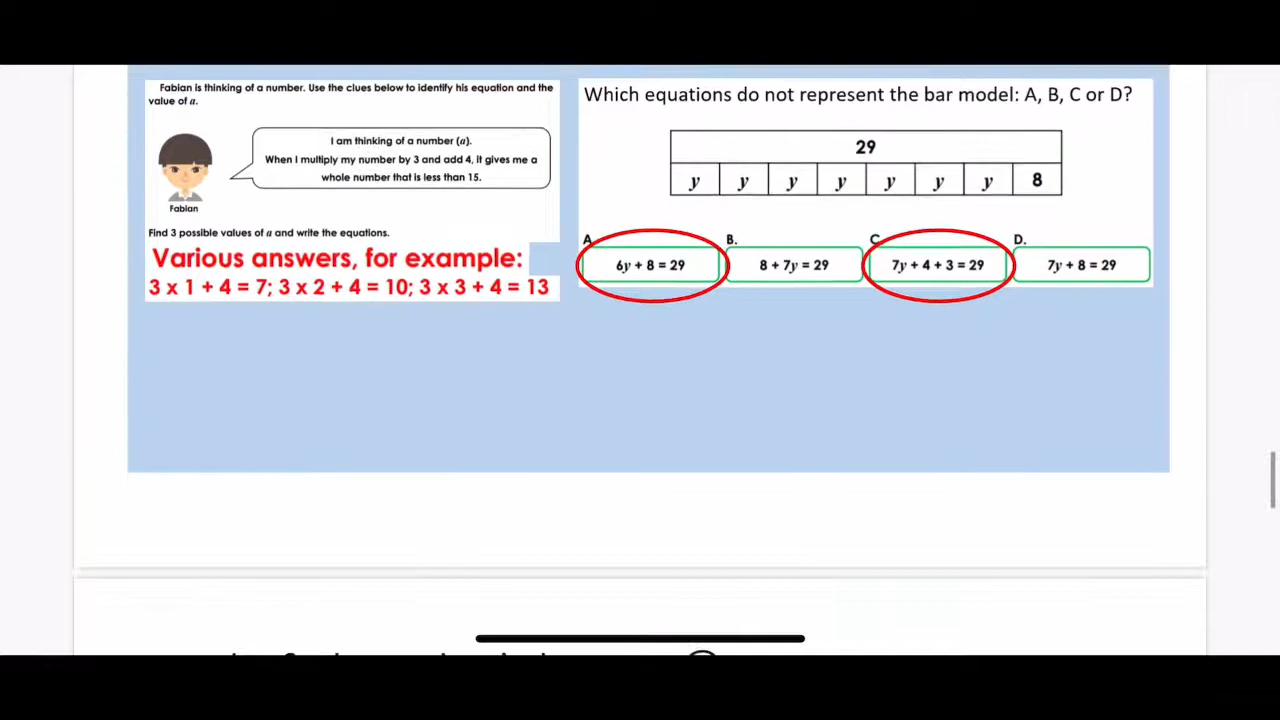 Fabian is thinking of a number. Use the clues below to identify his equation and the
value of a.
I am thinking of a number (a).
When I multiply my number by 3 and add 4, it gives me a
whole number that is less than 15.
Fabian
Find 3 possible values of a and write the equations.
Various answers, for example:
3 x 1 + 4 = 7; 3 x 2 + 4 = 10; 3 x 3 + 4 = 13
Which equations do not represent the bar model: A, B, C or D?
29
y y y y y y y 8
A. B. C. D.
6y + 8 = 29 8 + 7y = 29 7y + 4 + 3 = 29 7y + 8 = 29